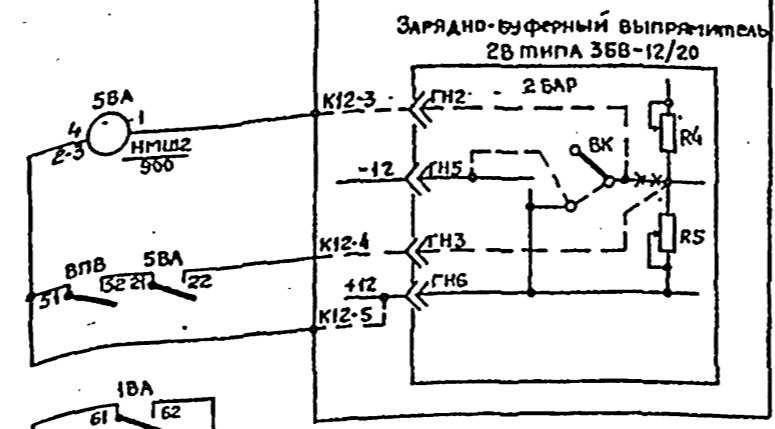 Зарядно-буферный выпрямитель
2В типа ЗБВ-12/20
5ВА
1
4
2-3
НМШ2
900
К12-3
ГН2
2 БАР
R4
ВК
-12
ГН5
К12-4
ГН3
R5
ВПВ
51
52
5ВА
21
22
+12
ГН6
К12-5
1ВА
61
62